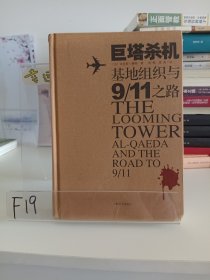 巨塔杀机
基地组织与
9/11之路
THE
LOOMING
TOWER
AL-QAEDA
AND THE
ROAD TO
9/11
F19